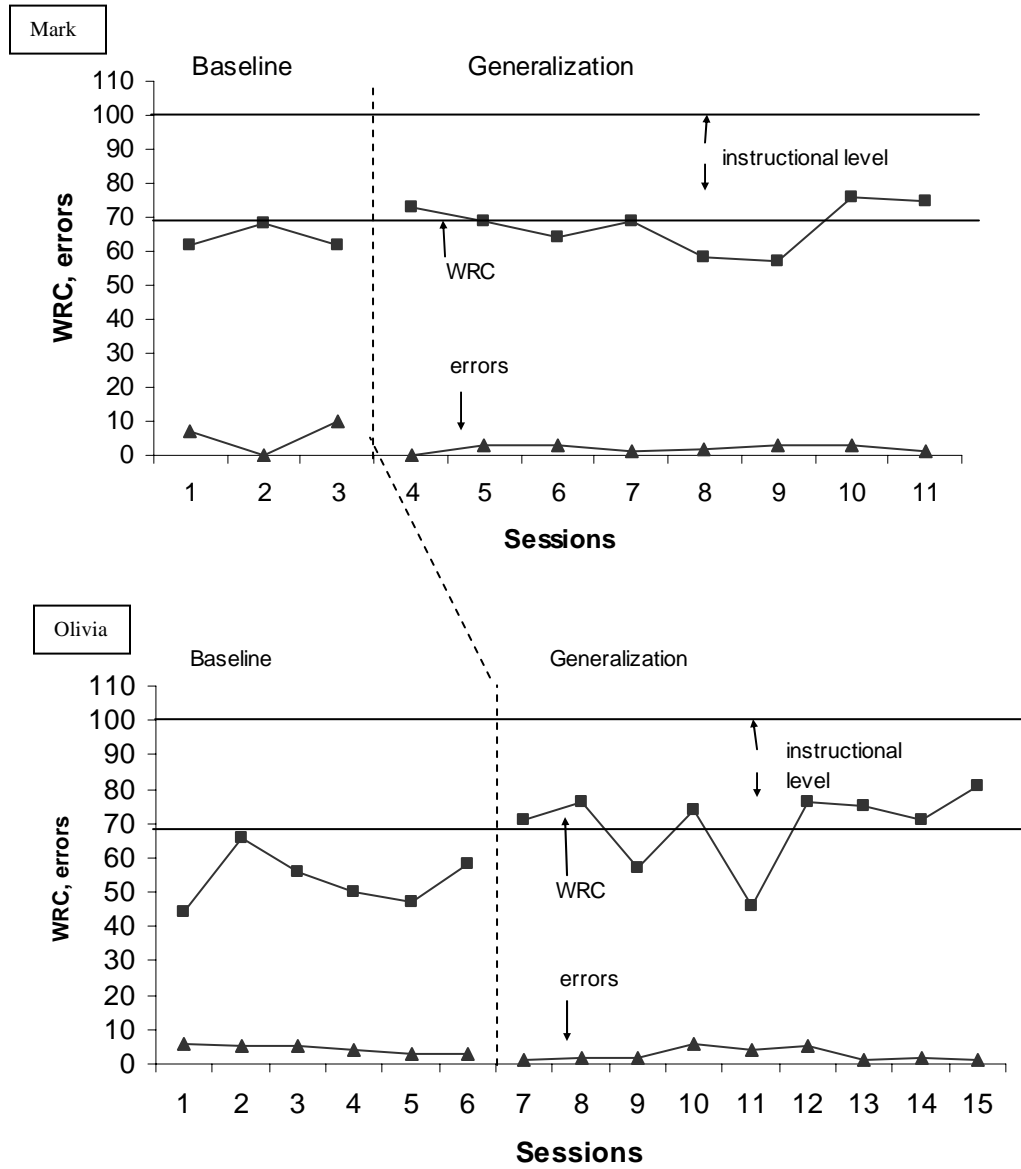 Mark
Baseline Generalization
110
100
90
80
70
60
50
40
30
20
10
0
WRC, errors
instructional level
WRC
errors
1 2 3 4 5 6 7 8 9 10 11
Sessions
Olivia
Baseline Generalization
110
100
90
80
70
60
50
40
30
20
10
0
WRC, errors
instructional
level
WRC
errors
1 2 3 4 5 6 7 8 9 10 11 12 13 14 15
Sessions